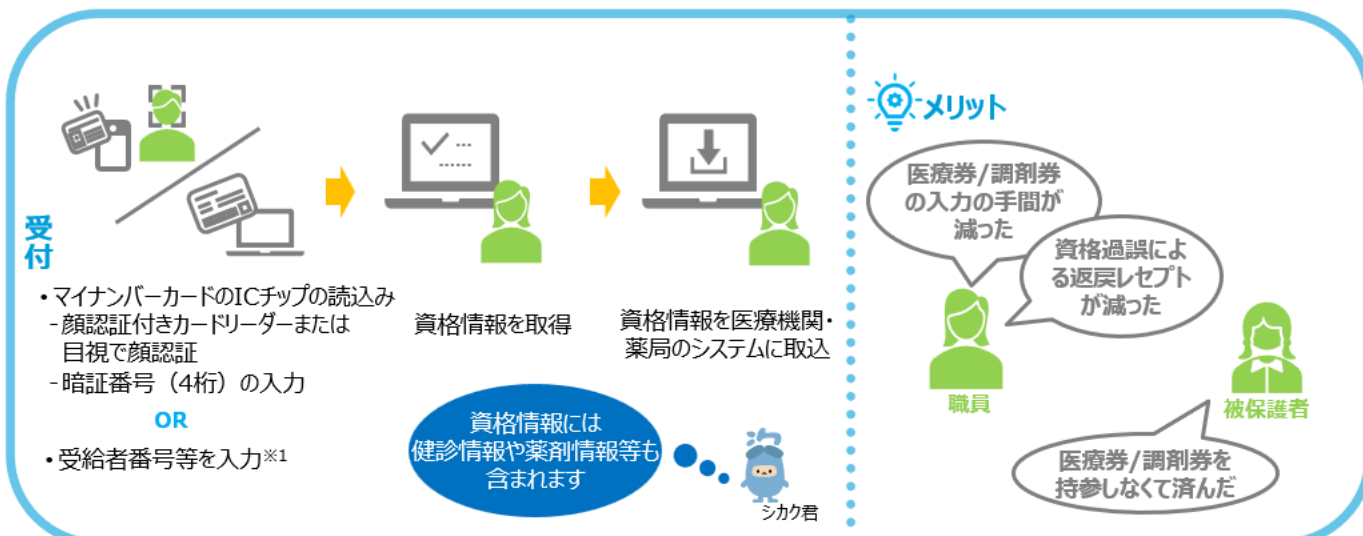 受
付
・マイナンバーカードのICチップの読込み
-顔認証付きカードリーダーまたは
目視で顔認証
-暗証番号（4桁）の入力
OR
・受給者番号等を入力※1
資格情報を取得
資格情報を医療機関・
薬局のシステムに取込
資格情報には
健診情報や薬剤情報等も
含まれます
シカク君
メリット
医療券/調剤券
の入力の手間が
減った
資格過誤によ
る返戻レセプト
が減った
職員
被保護者
医療券/調剤券を
持参しなくて済んだ